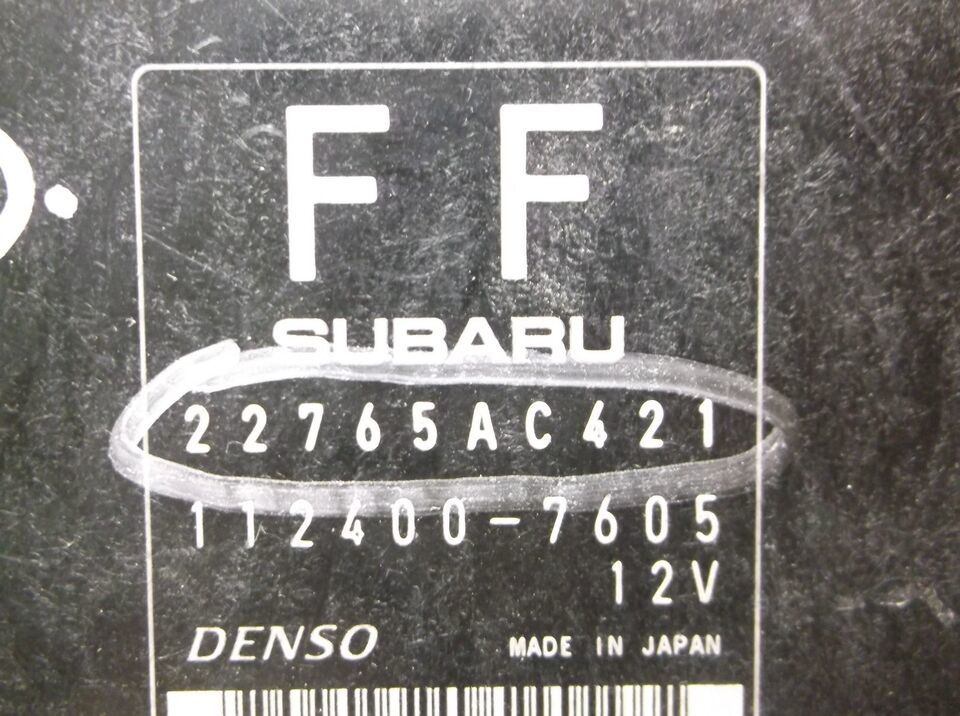 F F
SUBARU
22765AC421
112400-7605
12V
DENSO MADE IN JAPAN